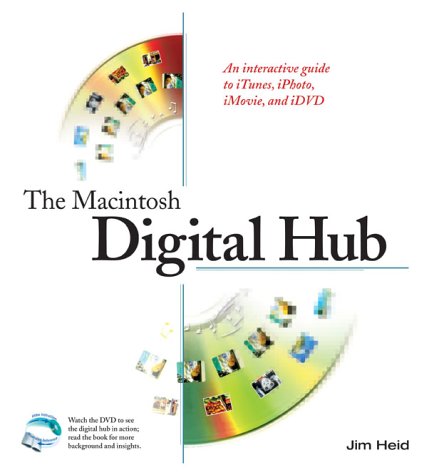 An interactive guide
to iTunes, iPhoto,
iMovie, and iDVD
The Macintosh
Digital Hub
Watch the DVD to see
the digital hub in action;
read the book for more
background and insights.
Jim Heid